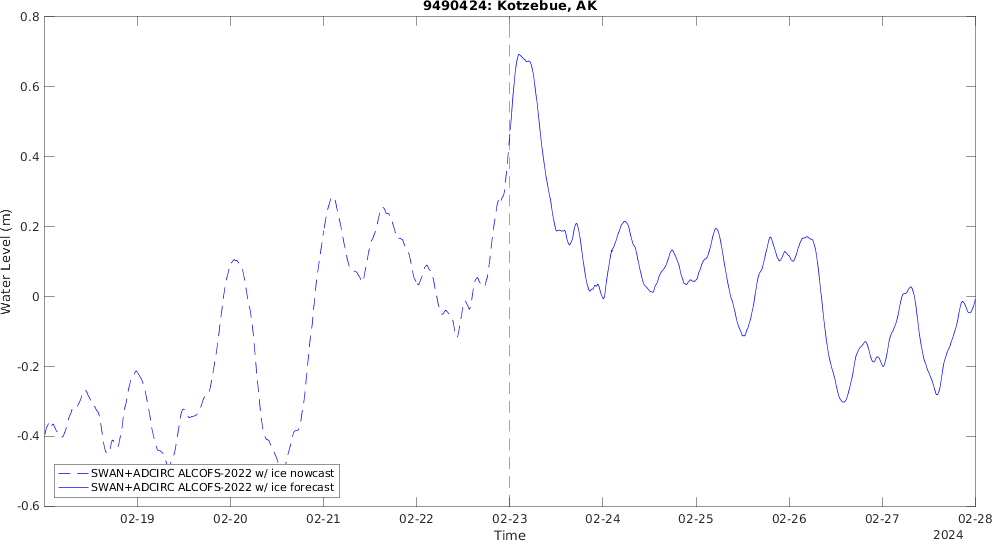 9490424: Kotzebue, AK
0.8
0.6
0.4
0.2
0
-0.2
-0.4
-0.6
Water Level (m)
SWAN+ADCIRC ALCOFS-2022 w/ ice nowcast
SWAN+ADCIRC ALCOFS-2022 w/ ice forecast
02-19 02-20 02-21 02-22 02-23 02-24 02-25 02-26 02-27 02-28
Time
2024